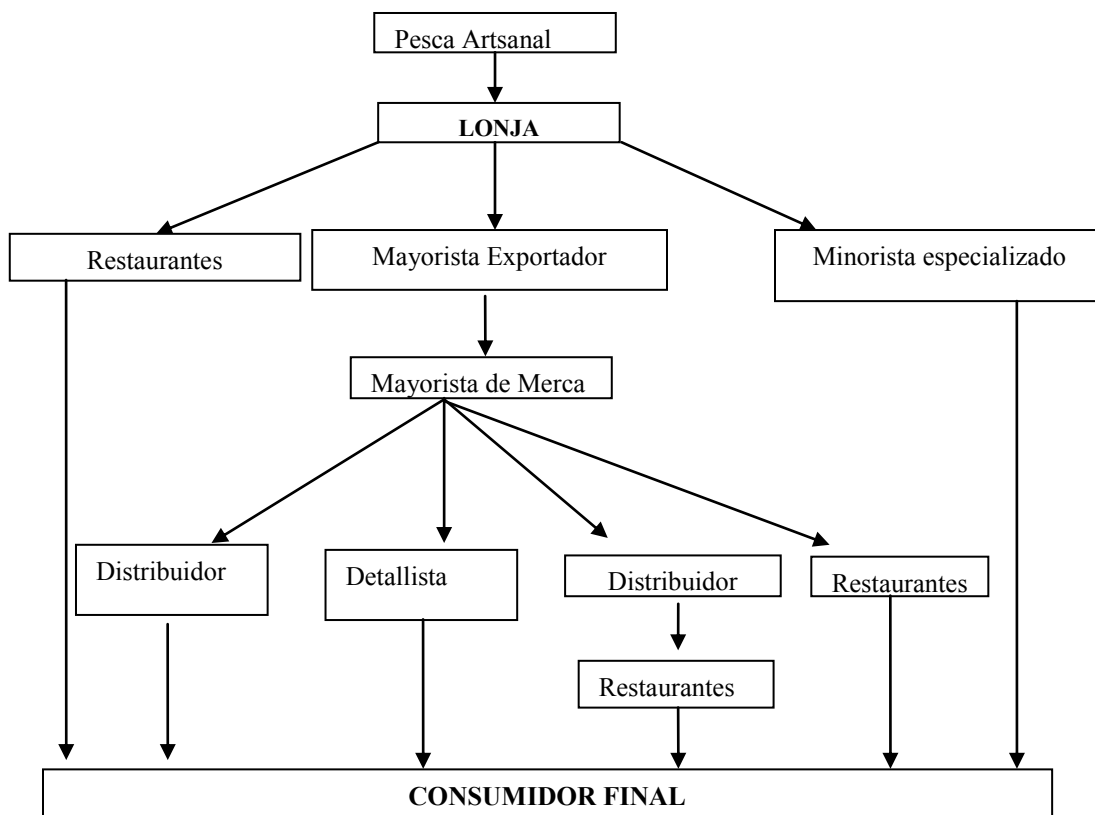 Pesca Artsanal
LONJA
Restaurantes
Mayorista Exportador
Minorista especializado
Mayorista de Merca
Distribuidor
Detallista
Distribuidor
Restaurantes
Restaurantes
CONSUMIDOR FINAL